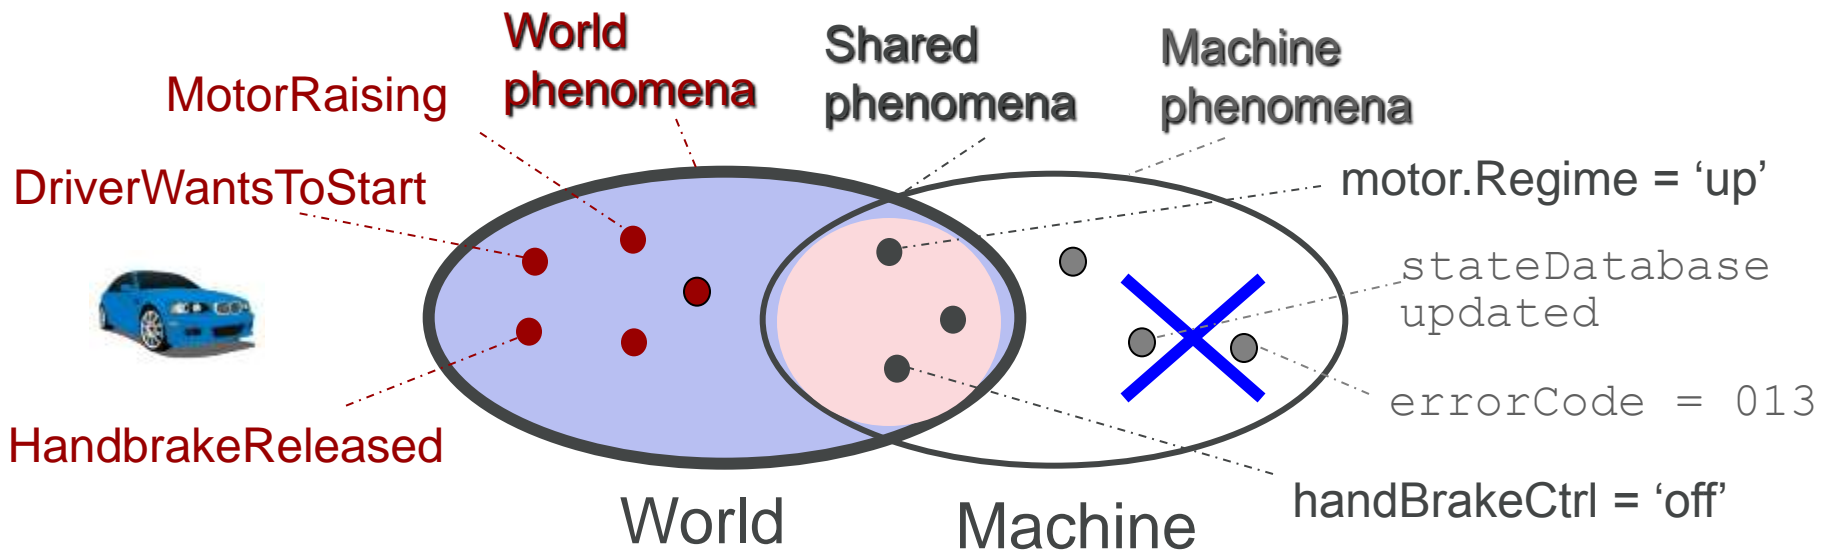 World
phenomena
Shared
phenomena
Machine
phenomena
MotorRaising
DriverWantsToStart
motor.Regime = ‘up’
stateDatabase
updated
errorCode = 013
HandbrakeReleased
handBrakeCtrl = ‘off’
World
Machine